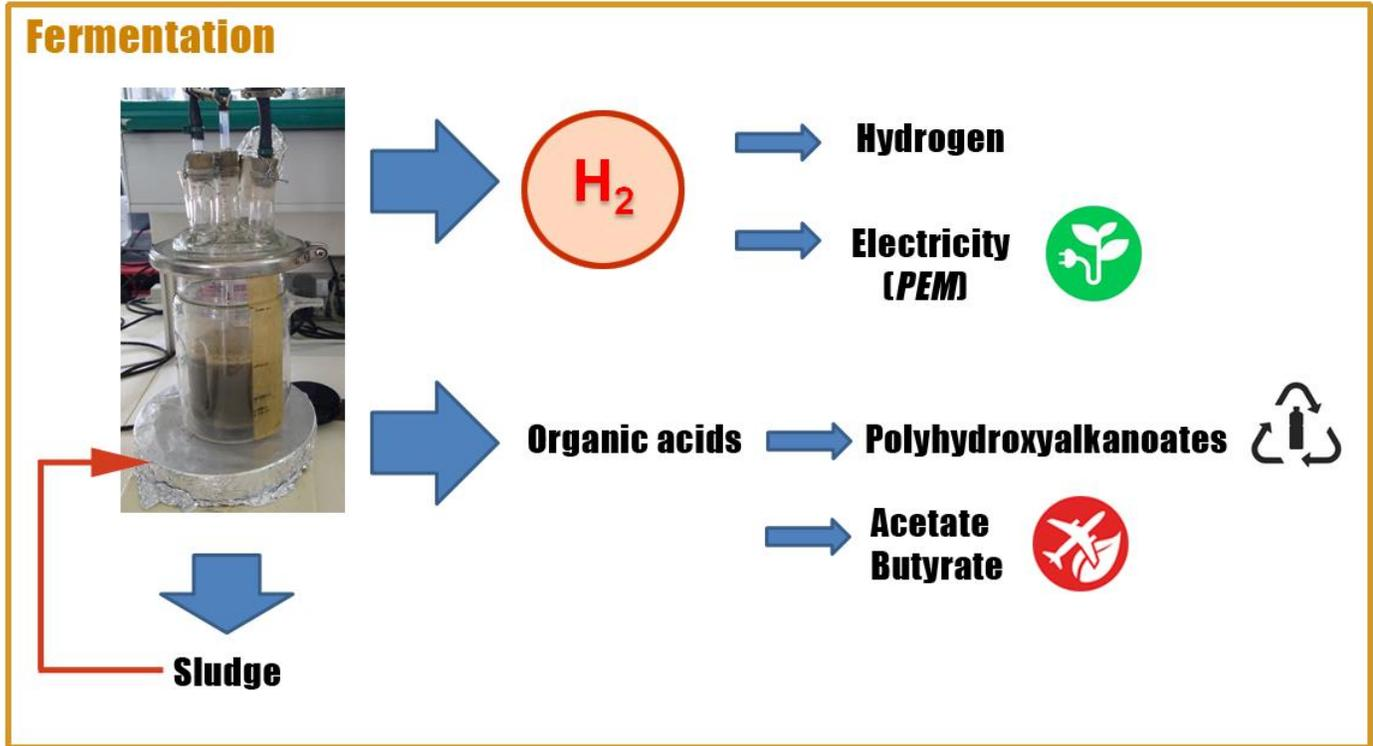 Fermentation
H₂
Hydrogen
Electricity
(PEM)
Organic acids
Polyhydroxyalkanoates
Acetate
Butyrate
Sludge